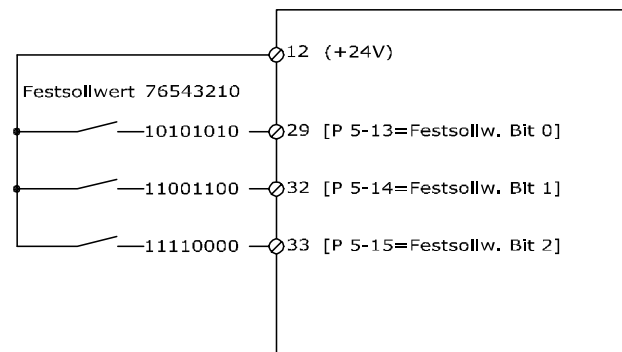 12 (+24V)
Festsollwert 76543210
10101010 29 [P 5-13=Festsollw. Bit 0]
11001100 32 [P 5-14=Festsollw. Bit 1]
11110000 33 [P 5-15=Festsollw. Bit 2]